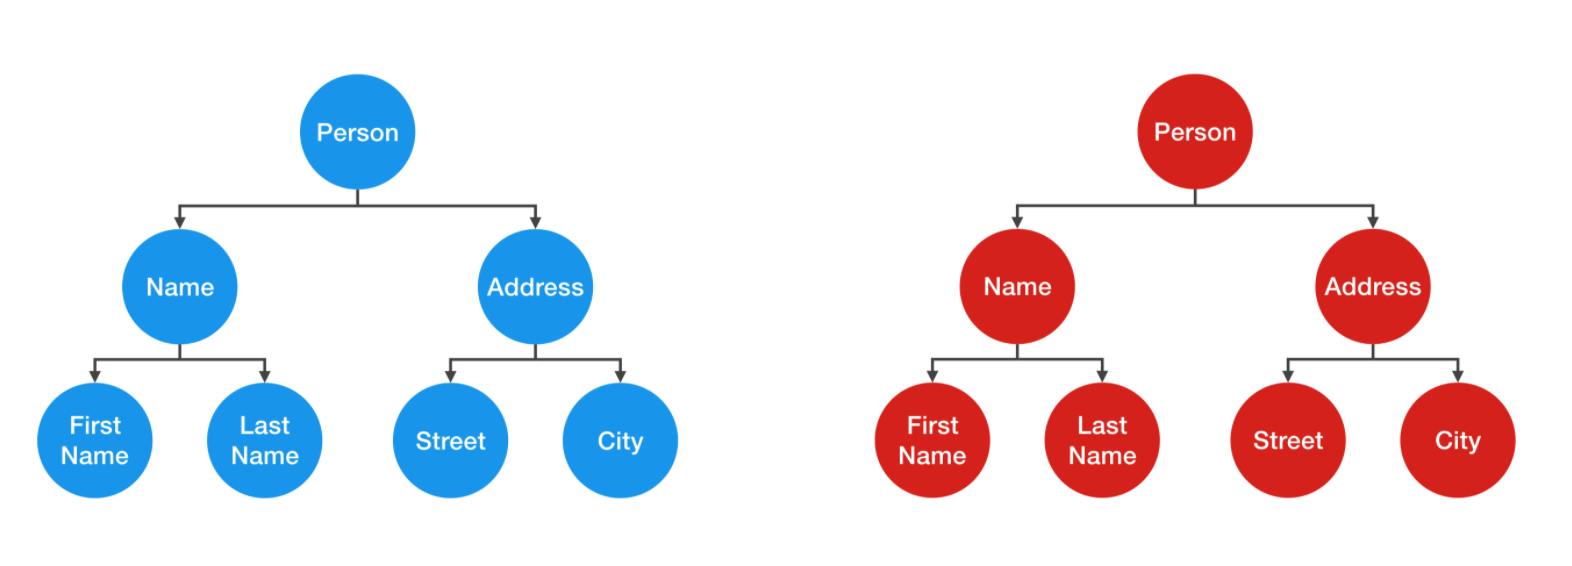 Person
Name
Address
First
Name
Last
Name
Street
City
Person
Name
Address
First
Name
Last
Name
Street
City